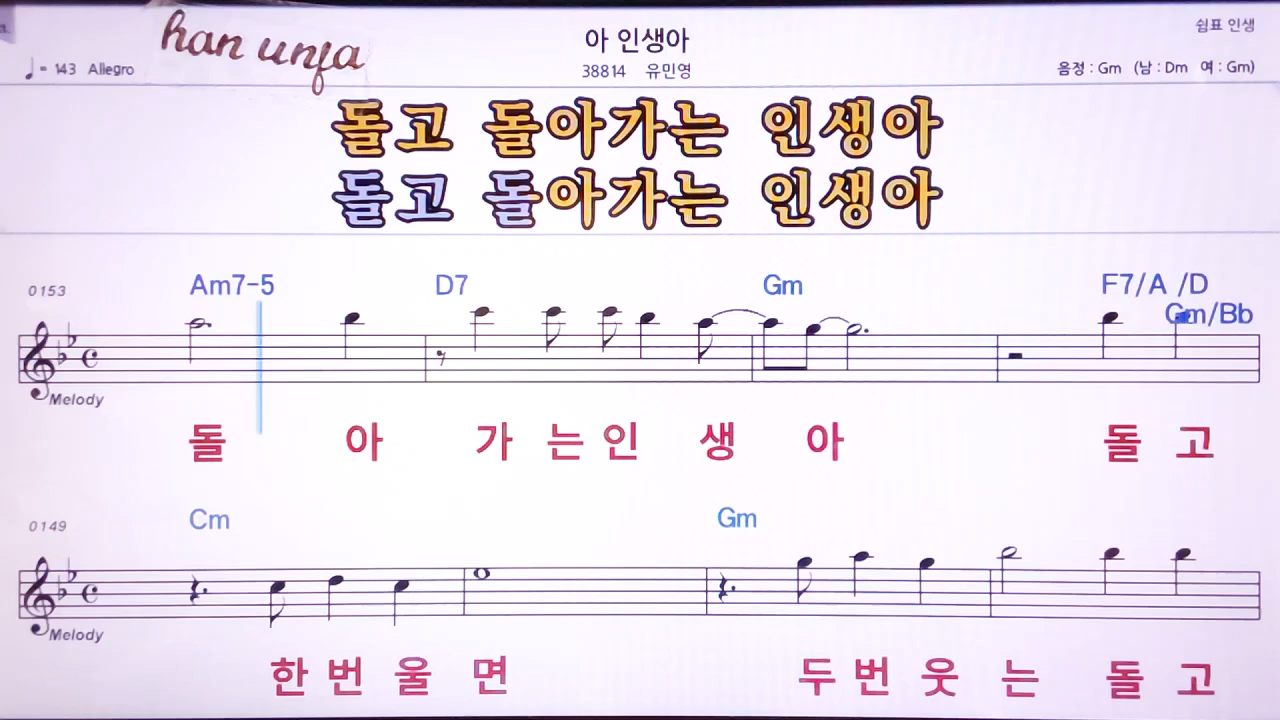 han unja
아 인생아
쉼표 인생
♩= 143 Allegro
38814 유민영
음정 : Gm (남 : Dm 여 : Gm)
돌고 돌아가는 인생아
돌고 돌아가는 인생아
0153 Am7-5 D7 Gm F7/A /D
Gm/Bb
Melody
돌 아 가 는 인 생 아 돌 고
0149 Cm Gm
Melody
한 번 울 면 두 번 웃 는 돌 고